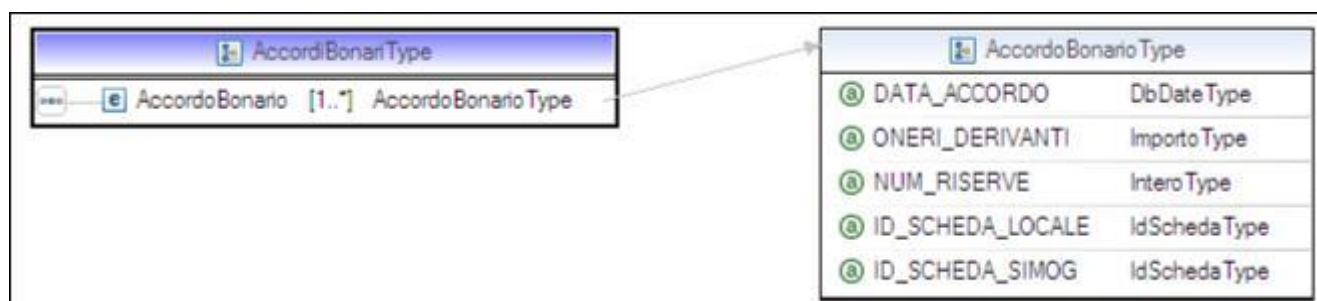 AccordiBonariType
AccordoBonario [1..*] AccordoBonarioType
AccordoBonarioType
DATA_ACCORDO DbDateType
ONERI_DERIVANTI ImportoType
NUM_RISERVE InteroType
ID_SCHEDA_LOCALE IdSchedaType
ID_SCHEDA_SIMOG IdSchedaType